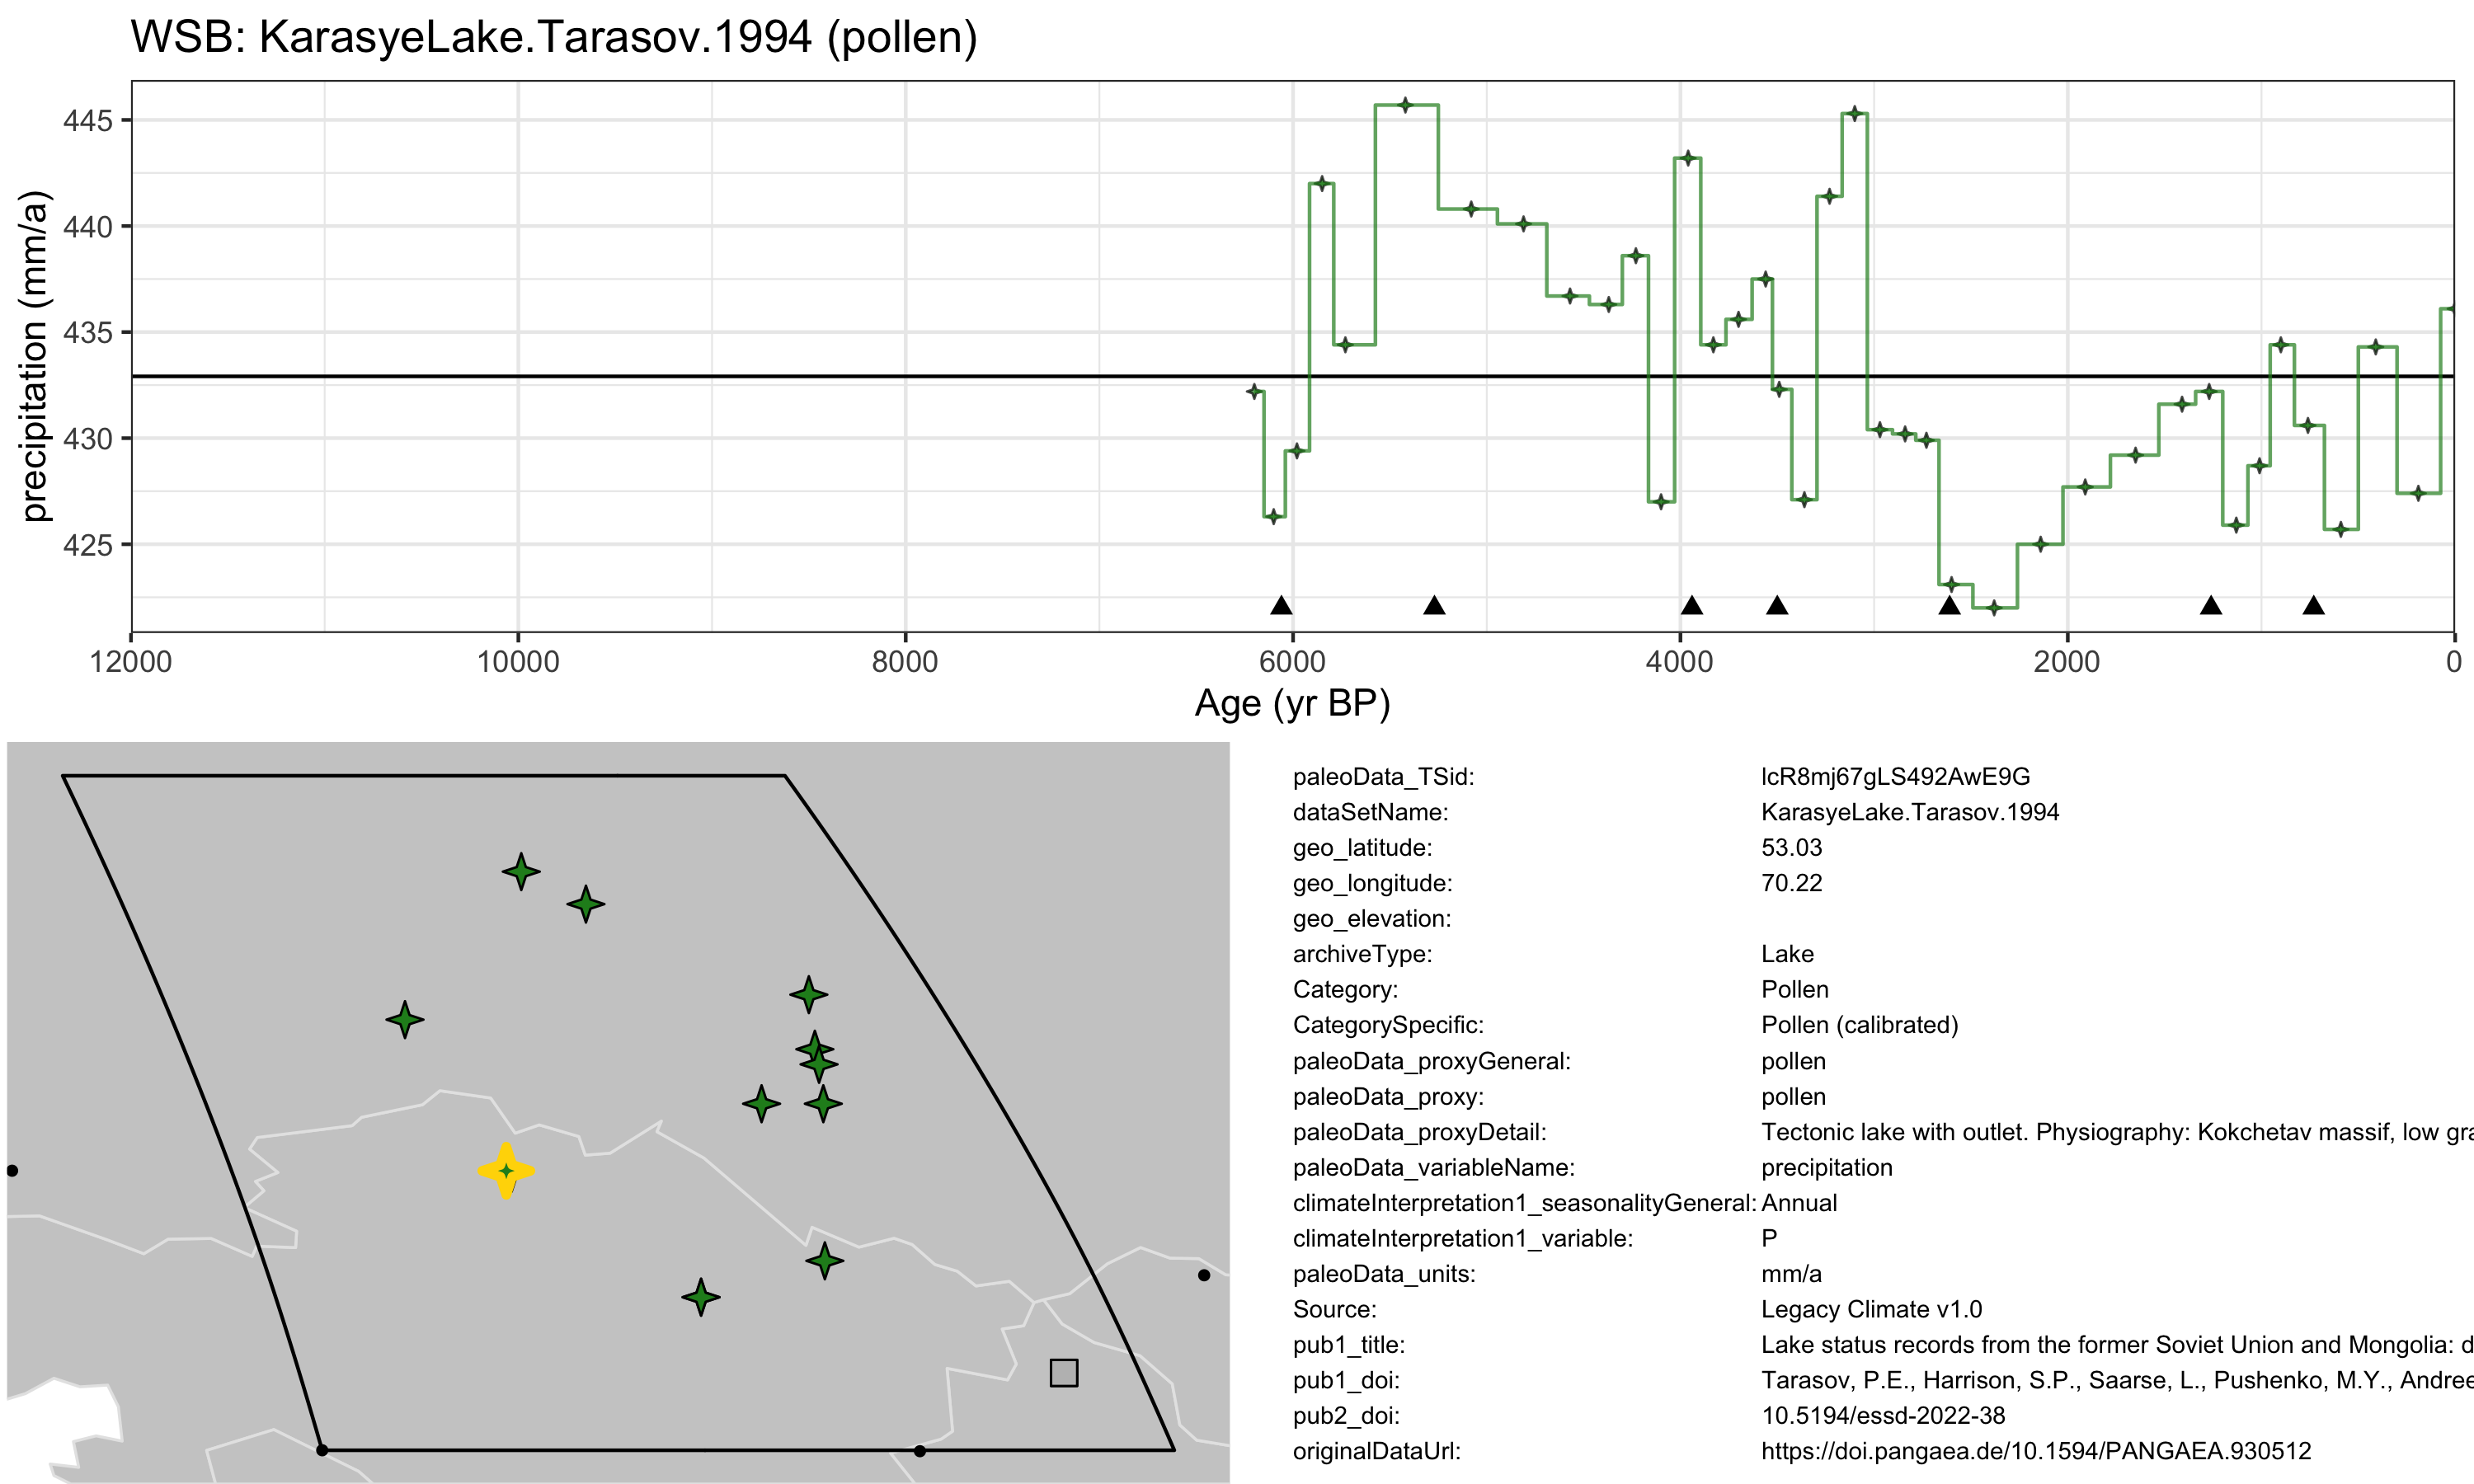 WSB: KarasyeLake.Tarasov.1994 (pollen)
precipitation (mm/a)
445
440
435
430
425
12000 10000 8000 6000 4000 2000 0
Age (yr BP)
paleoData_TSid: lcR8mj67gLS492AwE9G
dataSetName: KarasyeLake.Tarasov.1994
geo_latitude: 53.03
geo_longitude: 70.22
geo_elevation:
archiveType: Lake
Category: Pollen
CategorySpecific: Pollen (calibrated)
paleoData_proxyGeneral: pollen
paleoData_proxy: pollen
paleoData_proxyDetail: Tectonic lake with outlet. Physiography: Kokchetav massif, low gra
paleoData_variableName: precipitation
climateInterpretation1_seasonalityGeneral: Annual
climateInterpretation1_variable: P
paleoData_units: mm/a
Source: Legacy Climate v1.0
pub1_title: Lake status records from the former Soviet Union and Mongolia: d
pub1_doi: Tarasov, P.E., Harrison, S.P., Saarse, L., Pushenko, M.Y., Andree
pub2_doi: 10.5194/essd-2022-38
originalDataUrl: https://doi.pangaea.de/10.1594/PANGAEA.930512